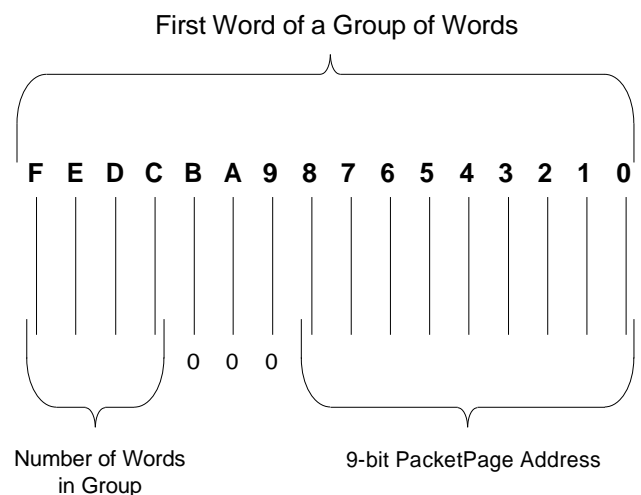 First Word of a Group of Words
F E D C B A 9 8 7 6 5 4 3 2 1 0
0 0 0
Number of Words
in Group
9-bit PacketPage Address